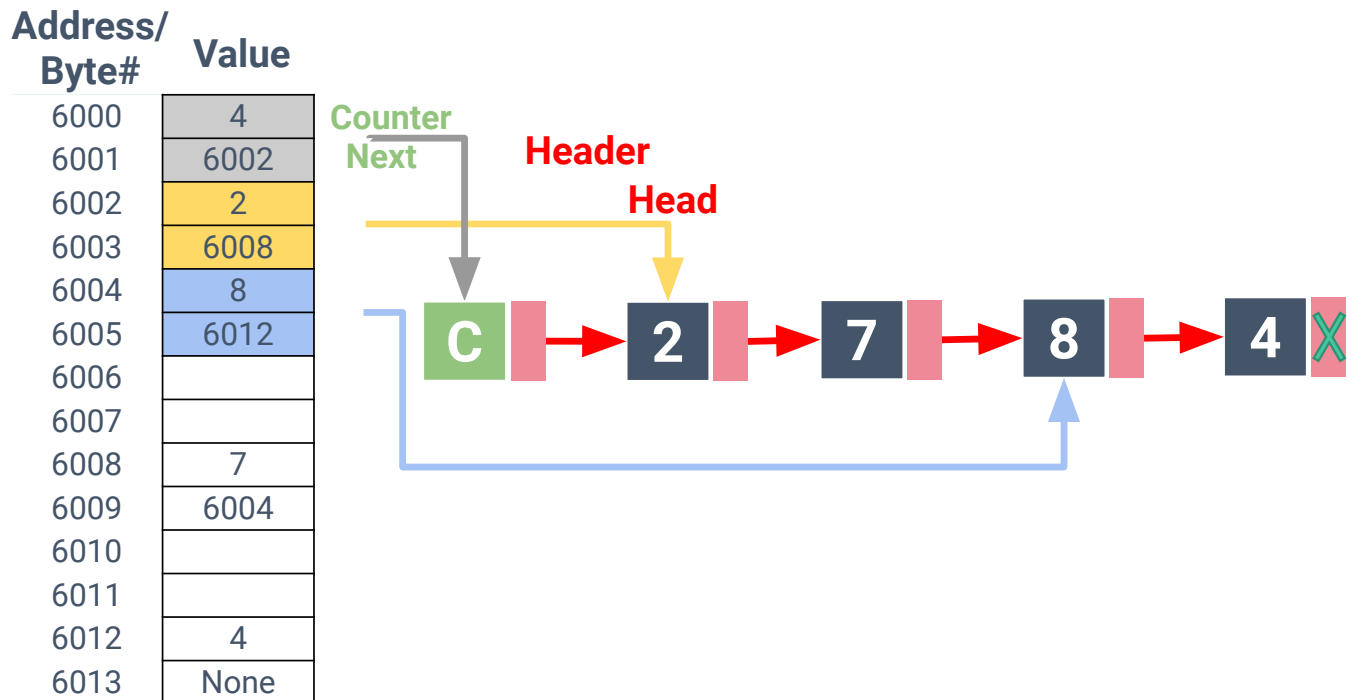 Address/
Byte#
Value
6000 4
6001 6002
6002 2
6003 6008
6004 8
6005 6012
6006
6007
6008 7
6009 6004
6010
6011
6012 4
6013 None
Counter
Next
Header
Head
C 2 7 8 4 X